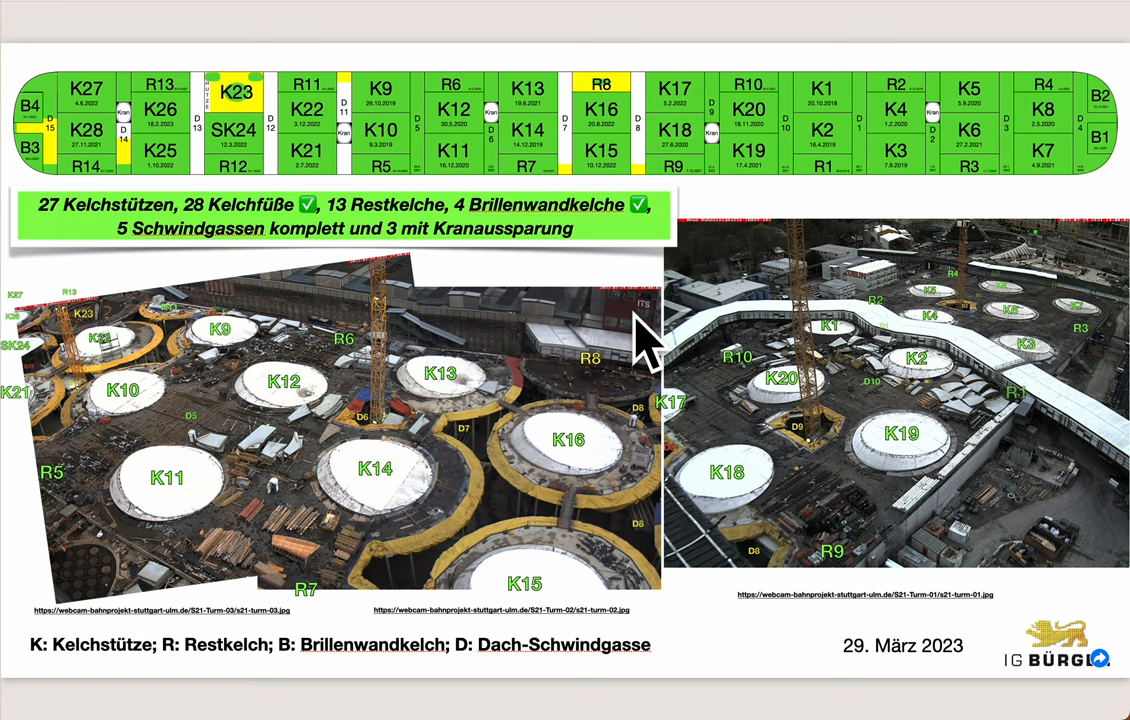 K27
4.6.2022
R13
HUTZE
K23
R11
D 11
K9
26.10.2019
R6
K13
19.6.2021
R8
K17
5.2.2022
D 9
R10
K1
20.10.2018
R2
K5
5.9.2020
R4
B4
B2
Kran
K26
18.2.2023
K22
3.12.2022
K12
30.5.2020
Kran
K16
20.8.2022
K20
18.11.2020
K4
1.2.2020
Kran
K8
2.5.2020
D 15
K28
27.11.2021
D 14
D 13
SK24
12.3.2022
D 12
Kran
K10
9.3.2019
D 5
D 6
K14
14.12.2019
D 7
D 8
K18
27.6.2020
Kran
D 10
K2
16.4.2019
D 1
D 2
K6
27.2.2021
D 3
D 4
B1
B3
K25
1.10.2022
K21
2.7.2022
K11
16.12.2020
K15
10.12.2022
K19
17.4.2021
K3
7.9.2019
K7
4.9.2021
R14
R12
R5
R7
R9
R1
R3
27 Kelchstützen, 28 Kelchfüße ✅, 13 Restkelche, 4 Brillenwandkelche ✅,
5 Schwindgassen komplett und 3 mit Kranaussparung
K27
R13
K23
SK24
K21
K9
K10
K12
K13
R6
R8
ITS
D5
D6
D7
D8
K16
K11
K14
R5
D8
K15
R7
R4
K5
R2
K4
K6
K7
K1
R3
K3
R10
K2
K20
D10
K17
R1
D9
K19
K18
D8
R9
https://webcam-bahnprojekt-stuttgart-ulm.de/S21-Turm-03/s21-turm-03.jpg
https://webcam-bahnprojekt-stuttgart-ulm.de/S21-Turm-02/s21-turm-02.jpg
https://webcam-bahnprojekt-stuttgart-ulm.de/S21-Turm-01/s21-turm-01.jpg
K: Kelchstütze; R: Restkelch; B: Brillenwandkelch; D: Dach-Schwindgasse
29. März 2023
IG BÜRGE